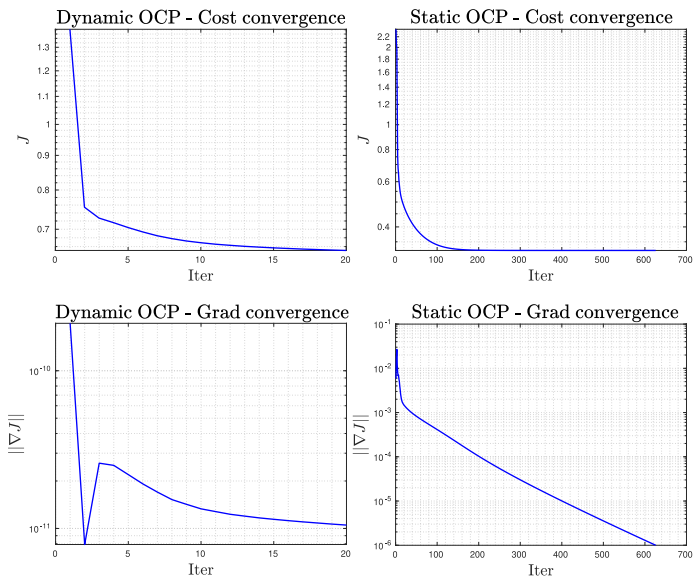 Dynamic OCP - Cost convergence
1.3
1.2
1.1
1
0.9
0.8
0.7
J
0 5 10 15 20
Iter
Static OCP - Cost convergence
2.2
2
1.8
1.6
1.4
1.2
1
0.8
0.6
0.4
J
0 100 200 300 400 500 600 700
Iter
Dynamic OCP - Grad convergence
10^-10
10^-11
||∇J||
0 5 10 15 20
Iter
Static OCP - Grad convergence
10^-1
10^-2
10^-3
10^-4
10^-5
10^-6
||∇J||
0 100 200 300 400 500 600 700
Iter